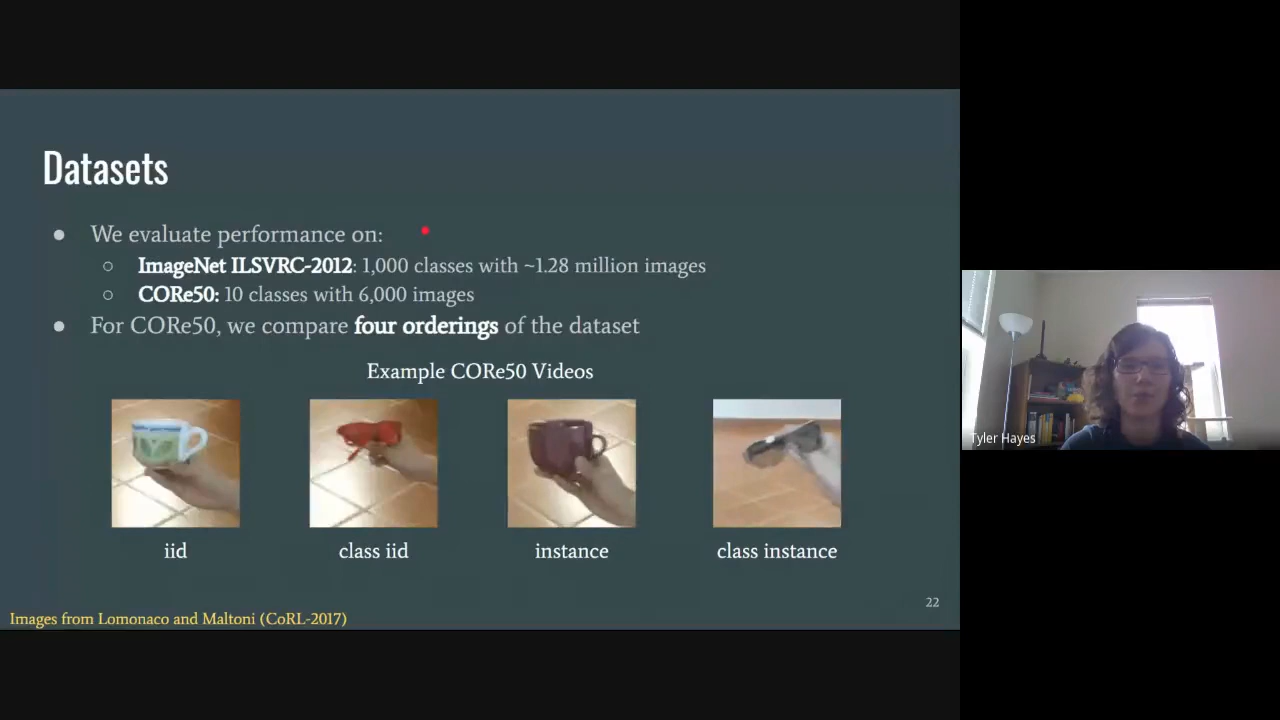 Datasets
● We evaluate performance on:
○ ImageNet ILSVRC-2012: 1,000 classes with ~1.28 million images
○ CORe50: 10 classes with 6,000 images
● For CORe50, we compare four orderings of the dataset
Example CORe50 Videos
iid class iid instance class instance
22
Images from Lomonaco and Maltoni (CoRL-2017)
Tyler Hayes